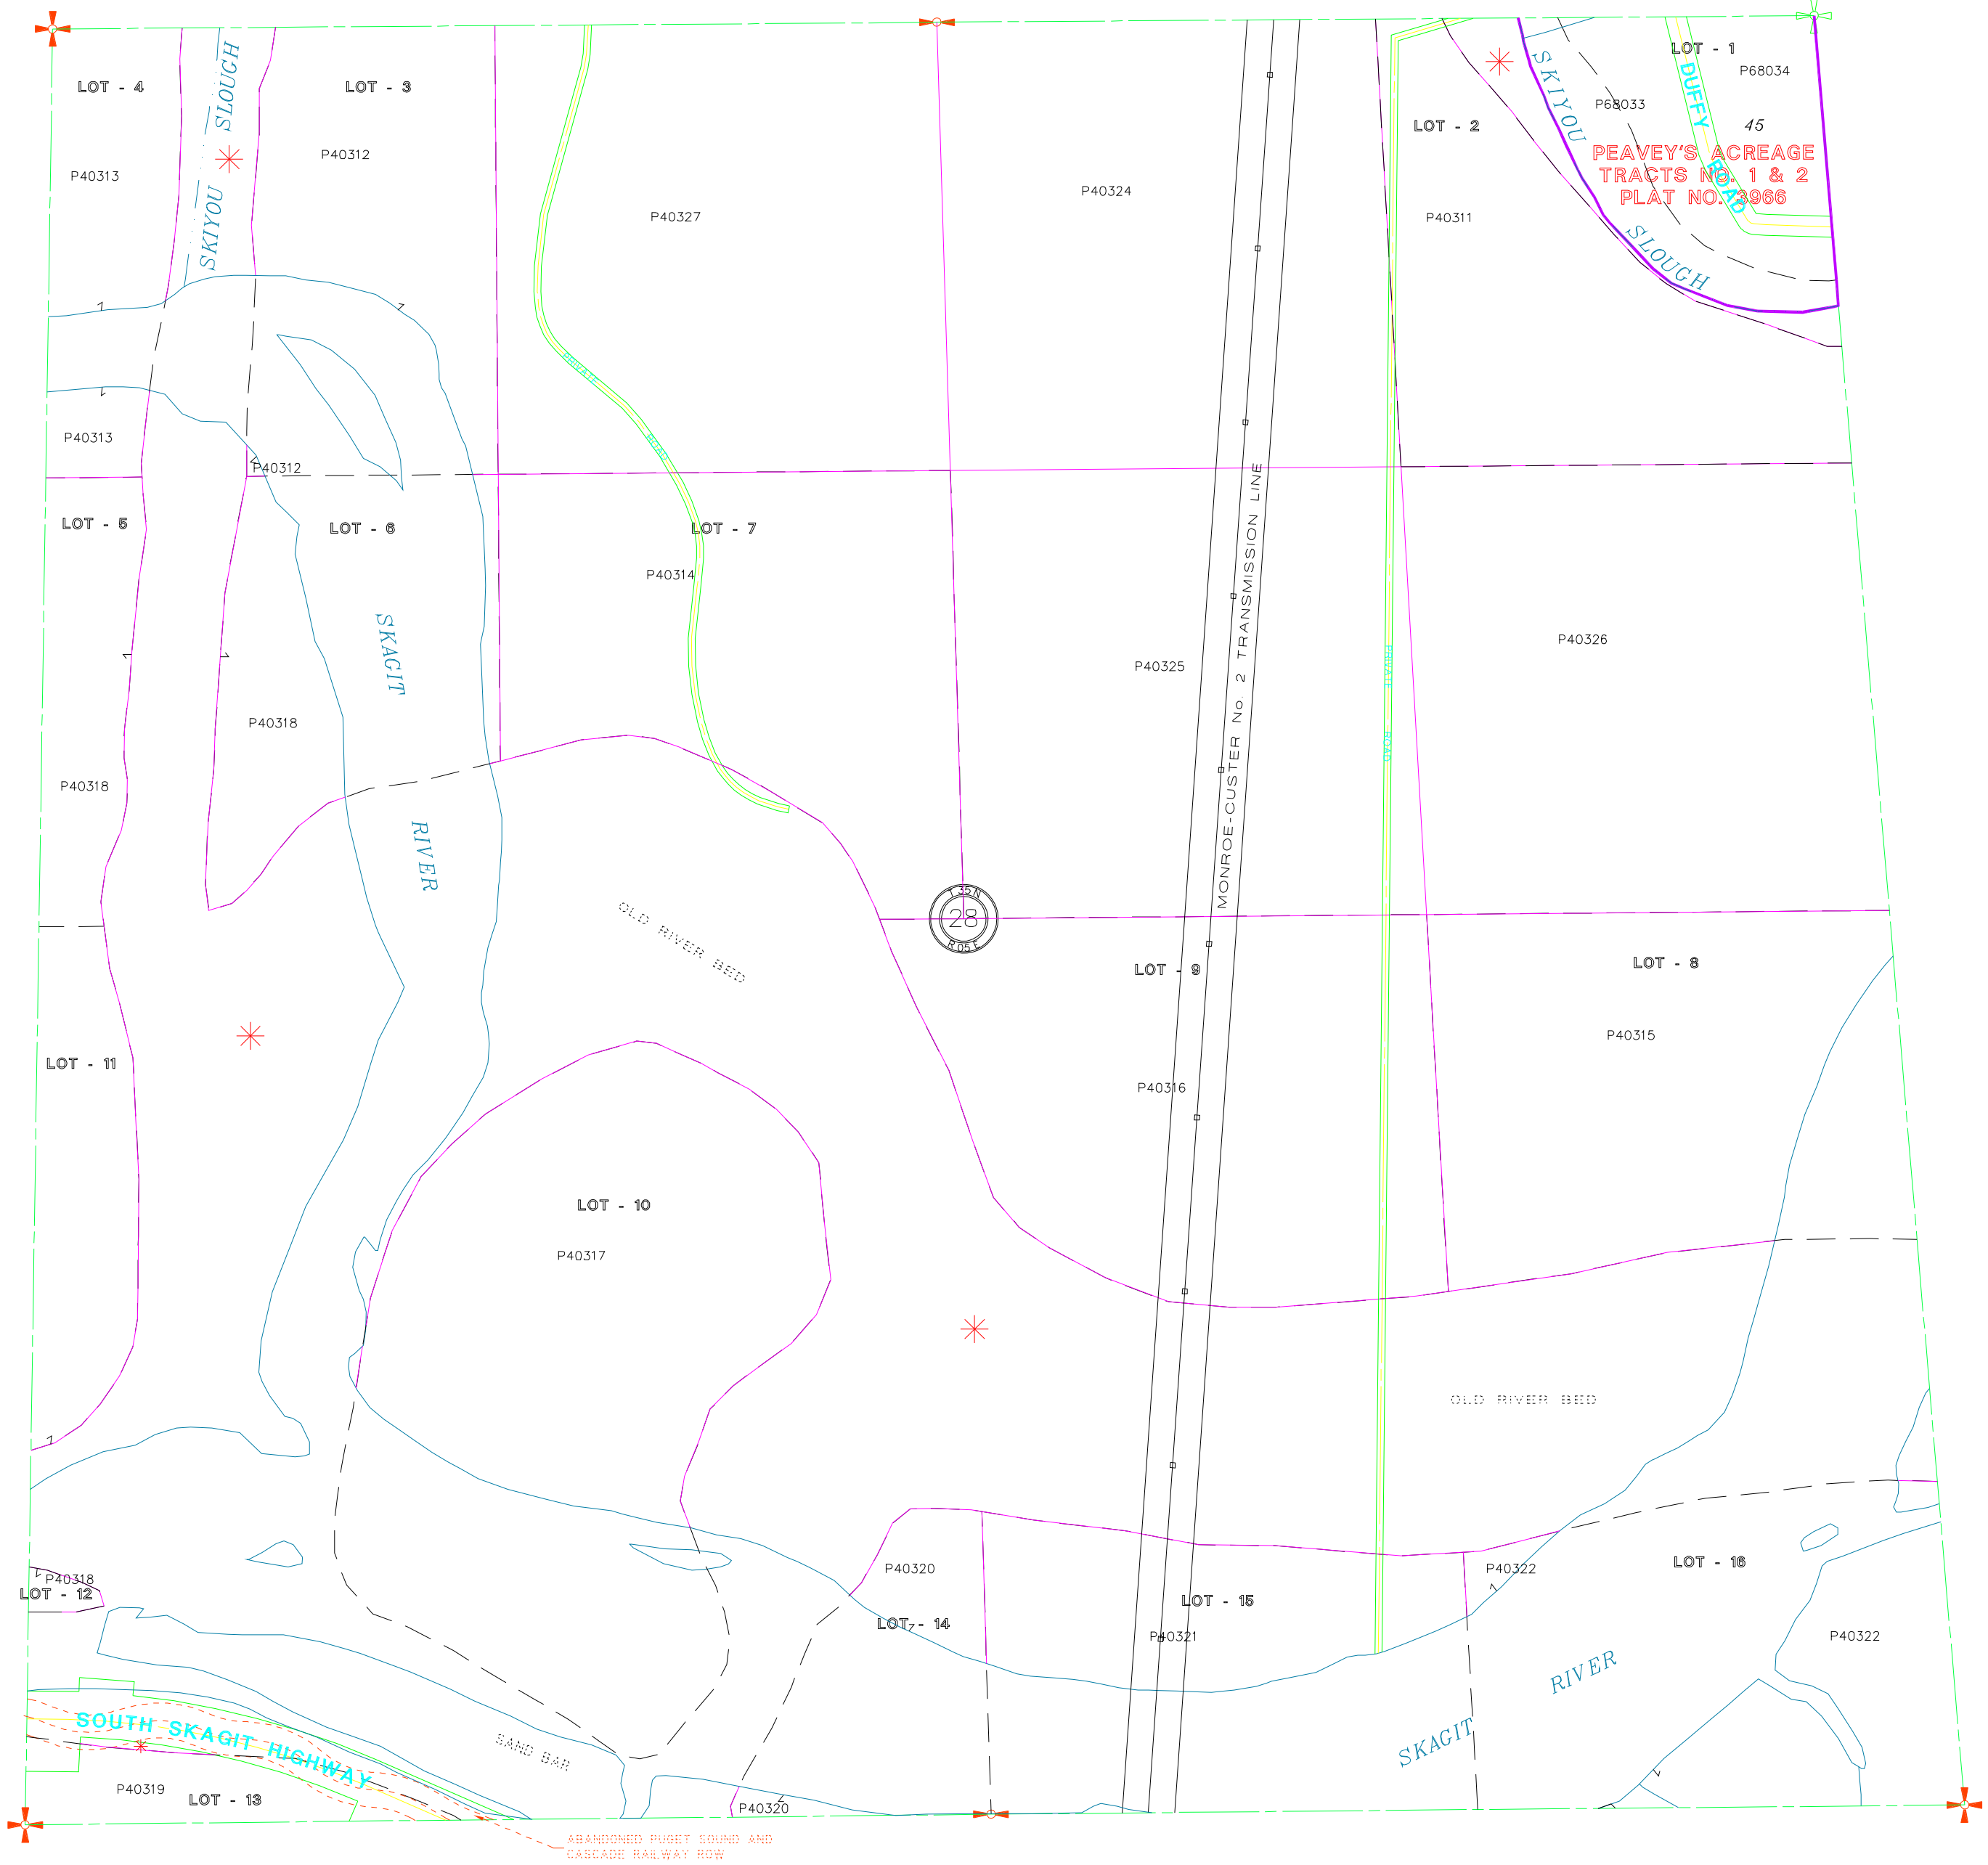 LOT - 4
LOT - 3
LOT - 2
LOT - 1
P68034
P68033
45
PEAVEY'S ACREAGE
TRACTS NO. 1 & 2
PLAT NO. 3966
DUFFY ROAD
SKIYOU SLOUGH
SKIYOU SLOUGH
P40313
P40312
P40327
P40324
P40311
PRIVATE ROAD
P40313
P40312
LOT - 5
LOT - 6
LOT - 7
P40314
P40325
P40326
MONROE-CUSTER No. 2 TRANSMISSION LINE
PRIVATE ROAD
SKAGIT RIVER
P40318
P40318
OLD RIVER BED
T.35N
28
R.05E
LOT - 9
LOT - 8
P40315
P40316
LOT - 11
LOT - 10
P40317
OLD RIVER BED
P40318
LOT - 12
P40320
LOT - 14
LOT - 15
P40321
P40322
LOT - 16
P40322
SKAGIT RIVER
SOUTH SKAGIT HIGHWAY
SAND BAR
P40319
LOT - 13
P40320
ABANDONED PUGET SOUND AND
CASCADE RAILWAY ROW